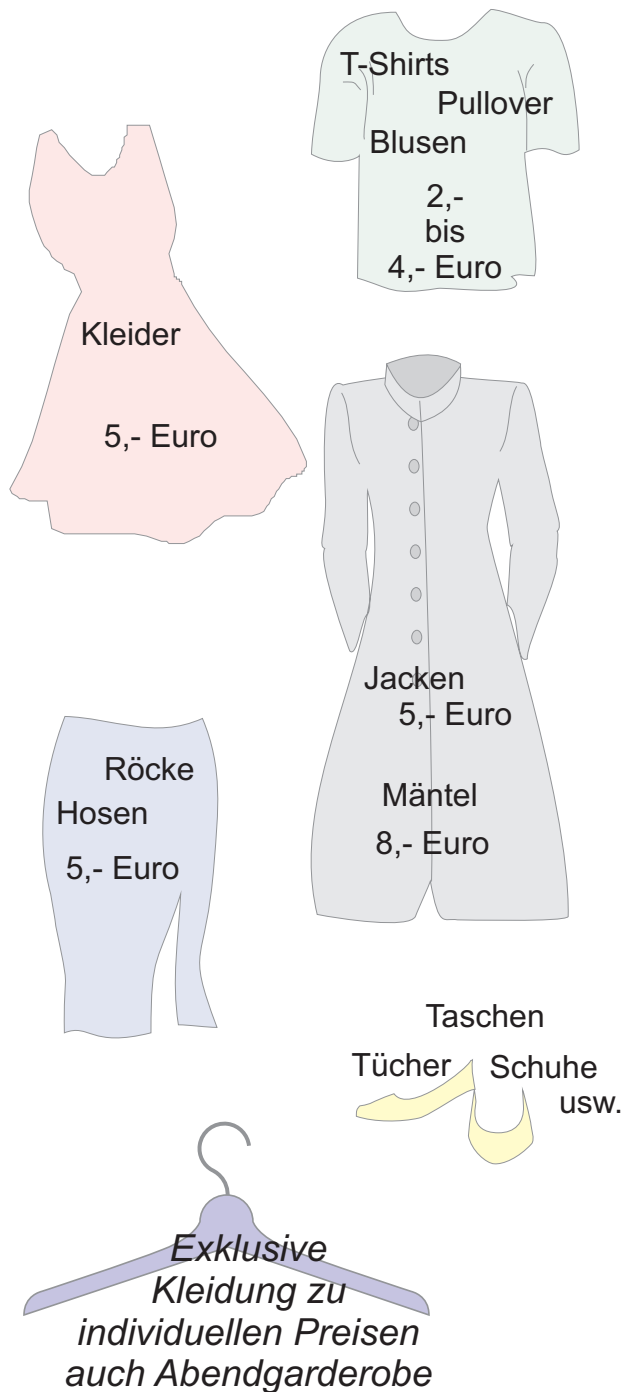 T-Shirts
Pullover
Blusen
2,-
bis
4,- Euro
Kleider
5,- Euro
Jacken
5,- Euro
Mäntel
8,- Euro
Röcke
Hosen
5,- Euro
Taschen
Tücher Schuhe
usw.
Exklusive
Kleidung zu
individuellen Preisen
auch Abendgarderobe